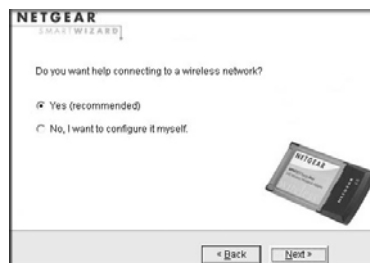 NETGEAR
SMARTWIZARD
Do you want help connecting to a wireless network?
Yes (recommended)
No, I want to configure it myself.
NETGEAR
< Back
Next >